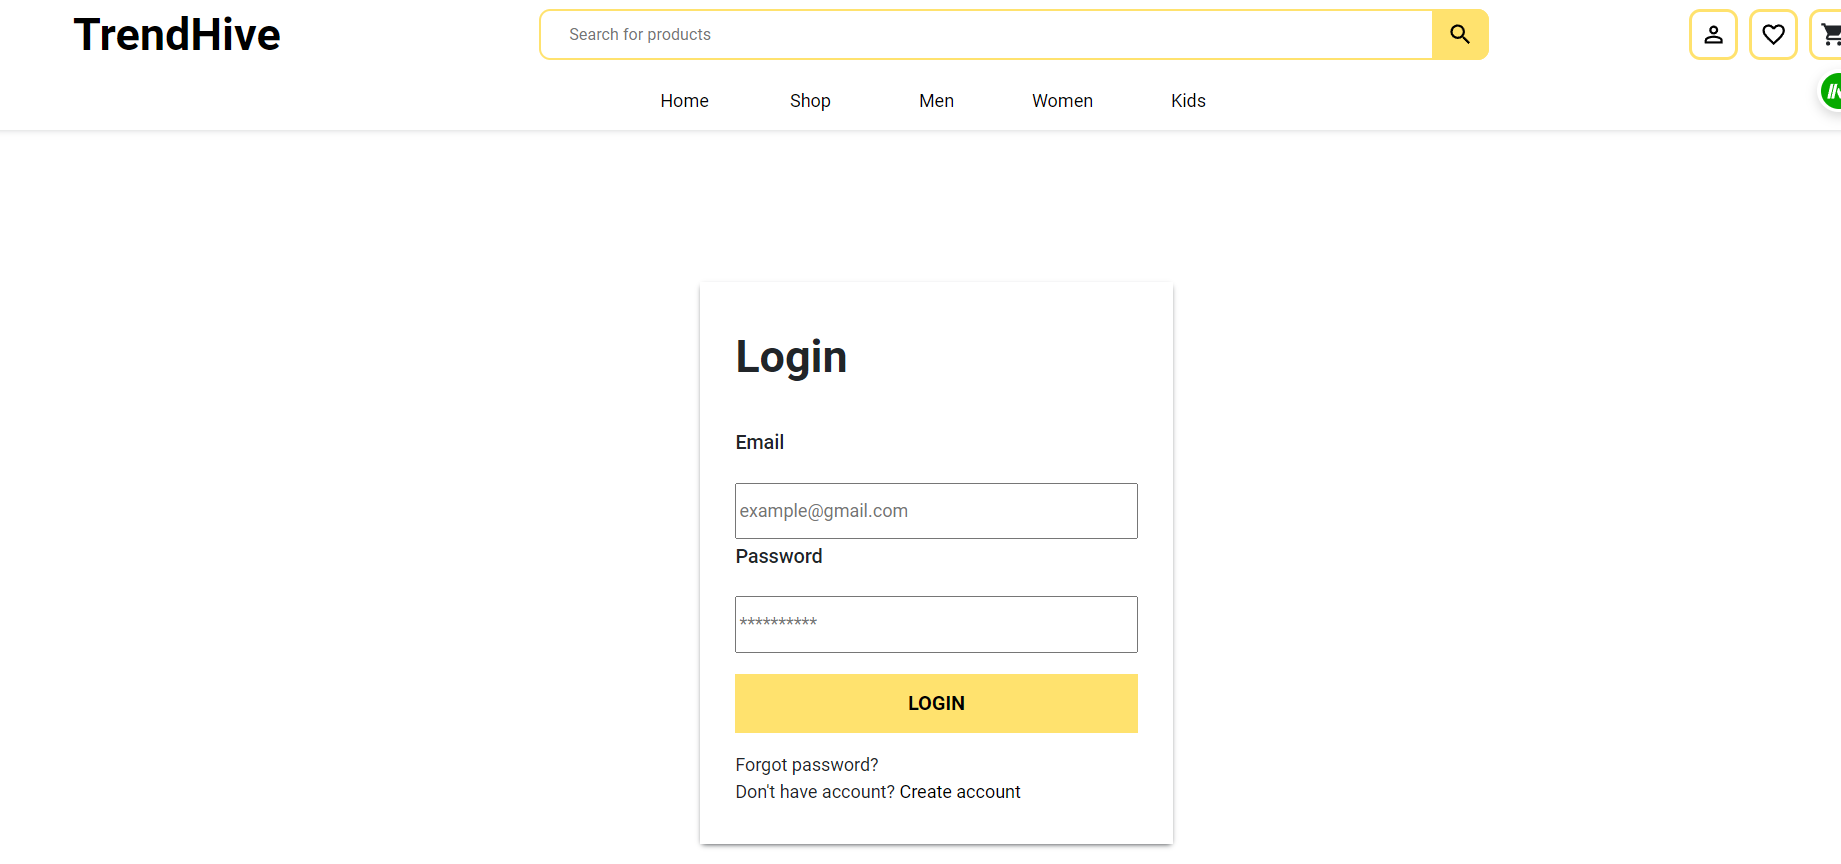 TrendHive
Search for products
Home Shop Men Women Kids
Login
Email
example@gmail.com
Password
**********
LOGIN
Forgot password?
Don't have account? Create account